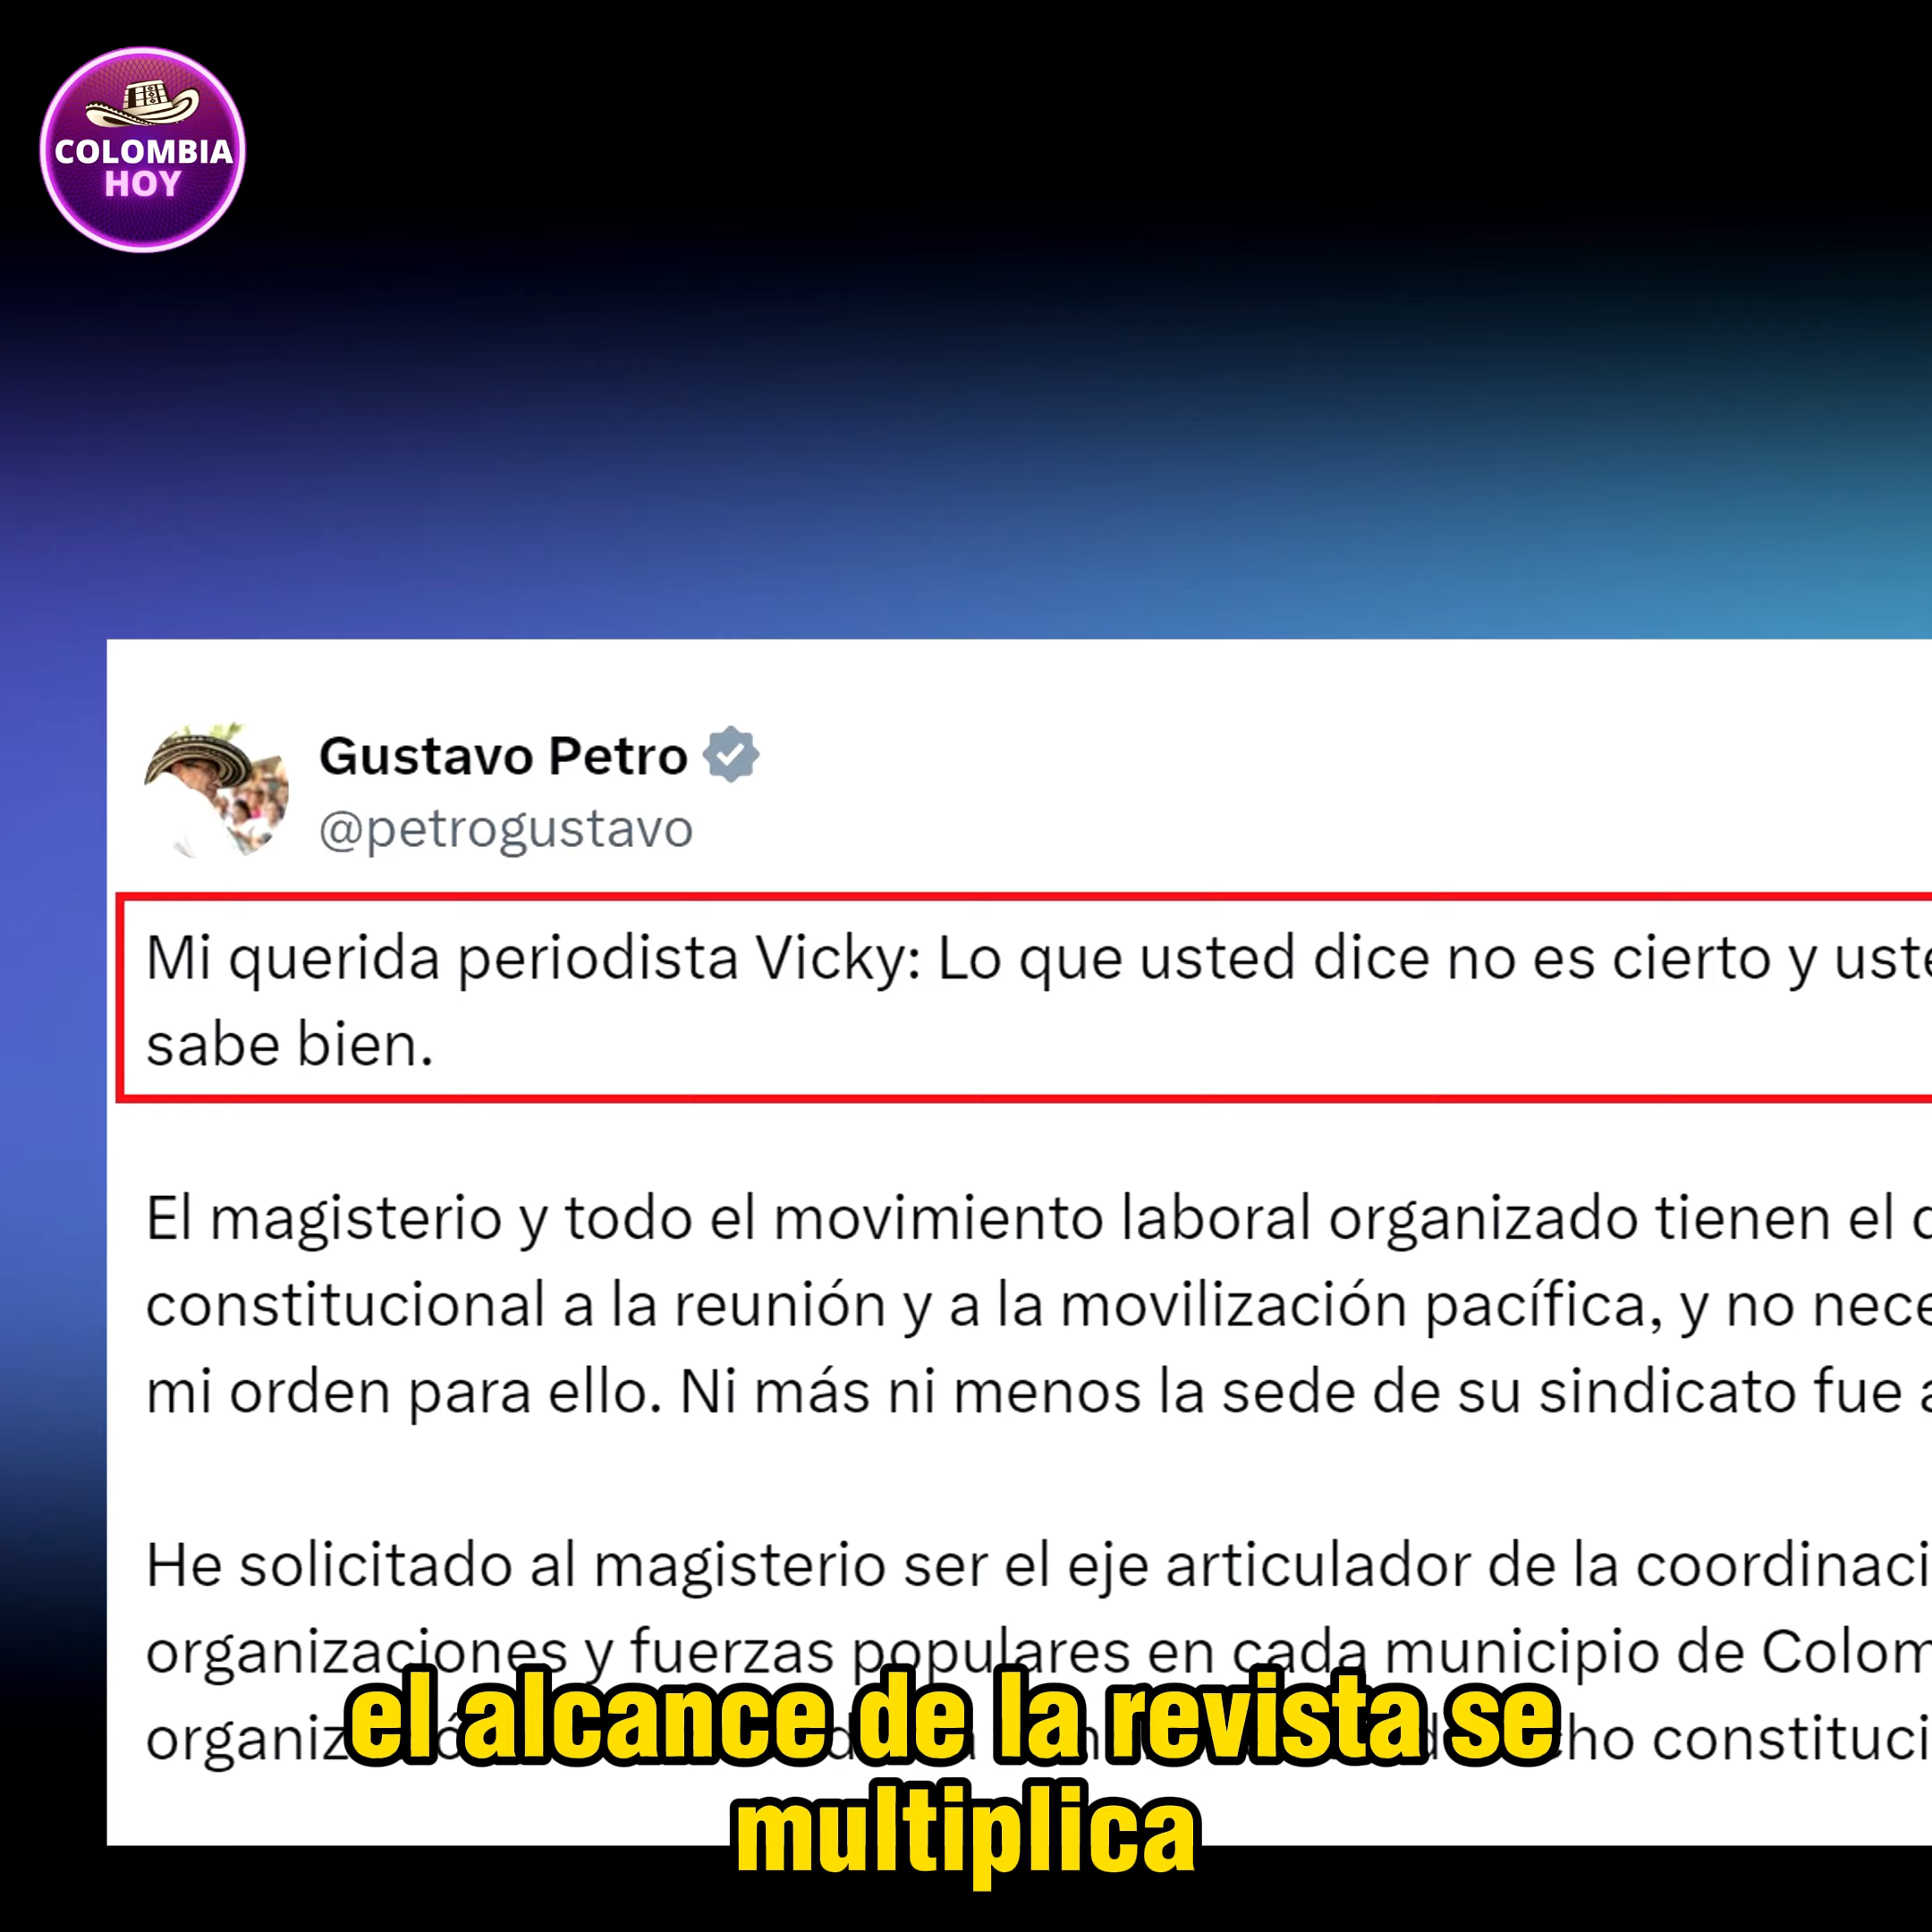 COLOMBIA
HOY
Gustavo Petro
@petrogustavo
Mi querida periodista Vicky: Lo que usted dice no es cierto y uste
sabe bien.
El magisterio y todo el movimiento laboral organizado tienen el
constitucional a la reunión y a la movilización pacífica, y no nece
mi orden para ello. Ni más ni menos la sede de su sindicato fue a
He solicitado al magisterio ser el eje articulador de la coordinaci
organizaciones y fuerzas populares en cada municipio de Colom
constituci
el alcance de la revista se
multiplica